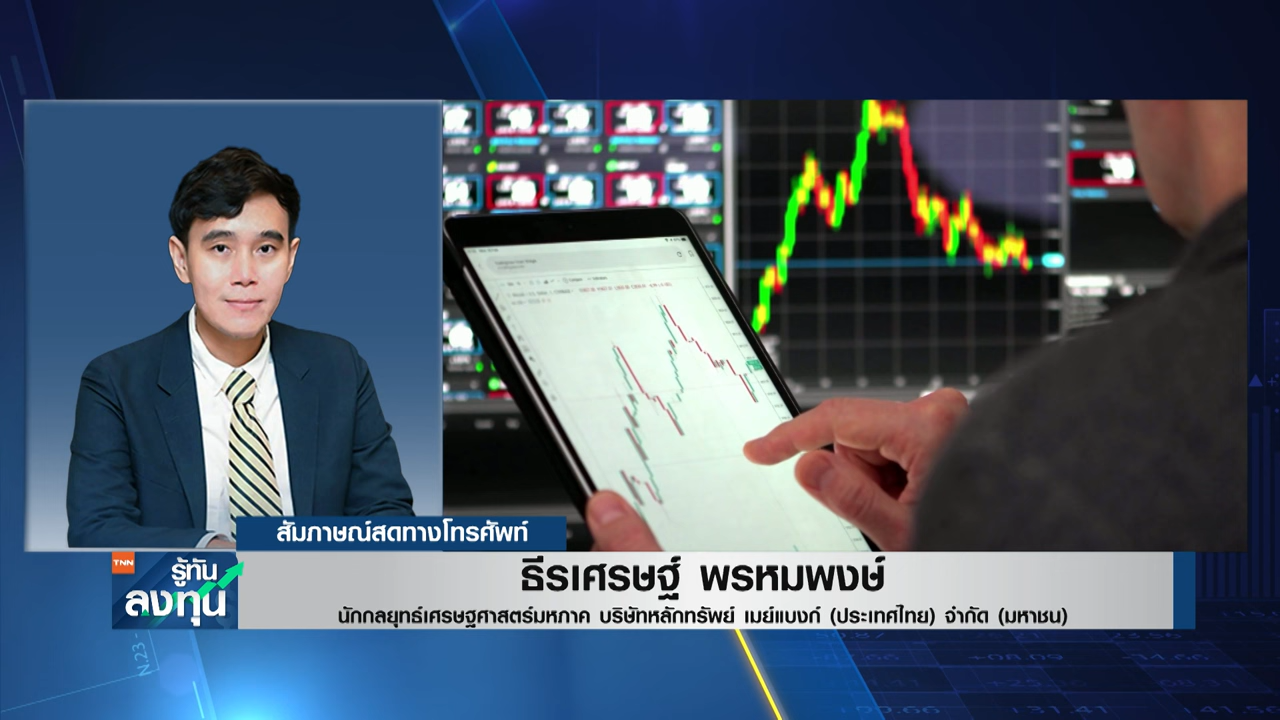 สัมภาษณ์สดทางโทรศัพท์
TNN
รู้ทัน
ลงทุน
ธีรเศรษฐ์ พรหมพงษ์
นักกลยุทธ์เศรษฐศาสตร์มหภาค บริษัทหลักทรัพย์ เมย์แบงก์ (ประเทศไทย) จำกัด (มหาชน)
N.23